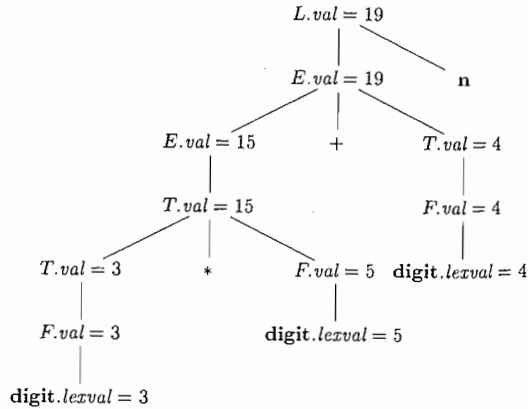 L.val = 19
E.val = 19 n
E.val = 15 + T.val = 4
T.val = 15 F.val = 4
T.val = 3 * F.val = 5 digit.lexval = 4
F.val = 3 digit.lexval = 5
digit.lexval = 3